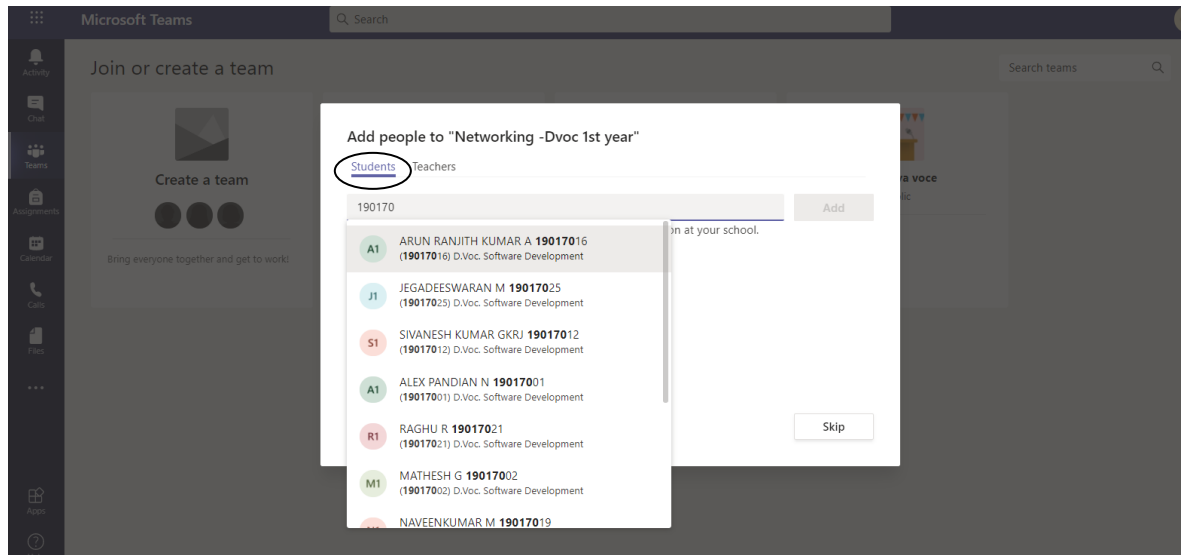 Microsoft Teams
Search
Activity
Chat
Teams
Assignments
Calendar
Calls
Files
Apps
Join or create a team
Search teams
Create a team
Bring everyone together and get to work!
va voce
lic
Add people to "Networking -Dvoc 1st year"
Students Teachers
190170
Add
on at your school.
A1
ARUN RANJITH KUMAR A 19017016
(19017016) D.Voc. Software Development
J1
JEGADEESWARAN M 19017025
(19017025) D.Voc. Software Development
S1
SIVANESH KUMAR GKRJ 19017012
(19017012) D.Voc. Software Development
A1
ALEX PANDIAN N 19017001
(19017001) D.Voc. Software Development
R1
RAGHU R 19017021
(19017021) D.Voc. Software Development
M1
MATHESH G 19017002
(19017002) D.Voc. Software Development
NAVEENKUMAR M 19017019
Skip